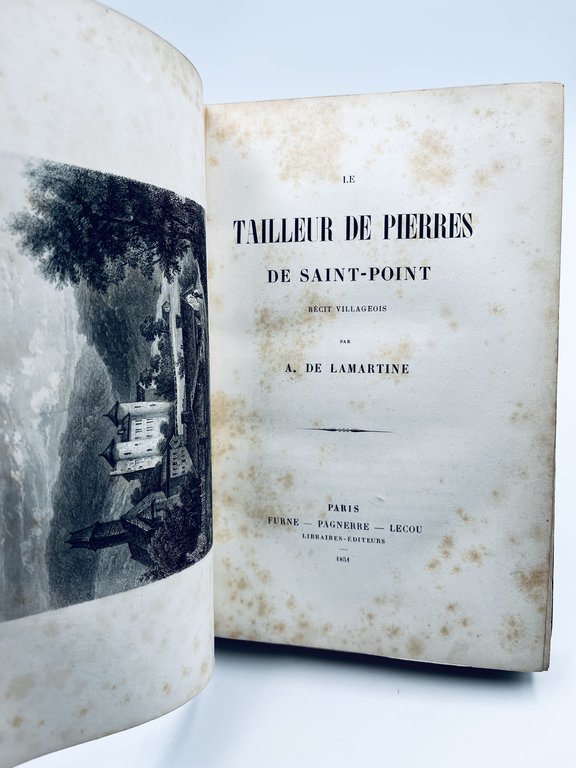 LE
TAILLEUR DE PIERRES
DE SAINT-POINT
RÉCIT VILLAGEOIS
PAR
A. DE LAMARTINE
PARIS
FURNE — PAGNERRE — LECOU
LIBRAIRES-ÉDITEURS
1851